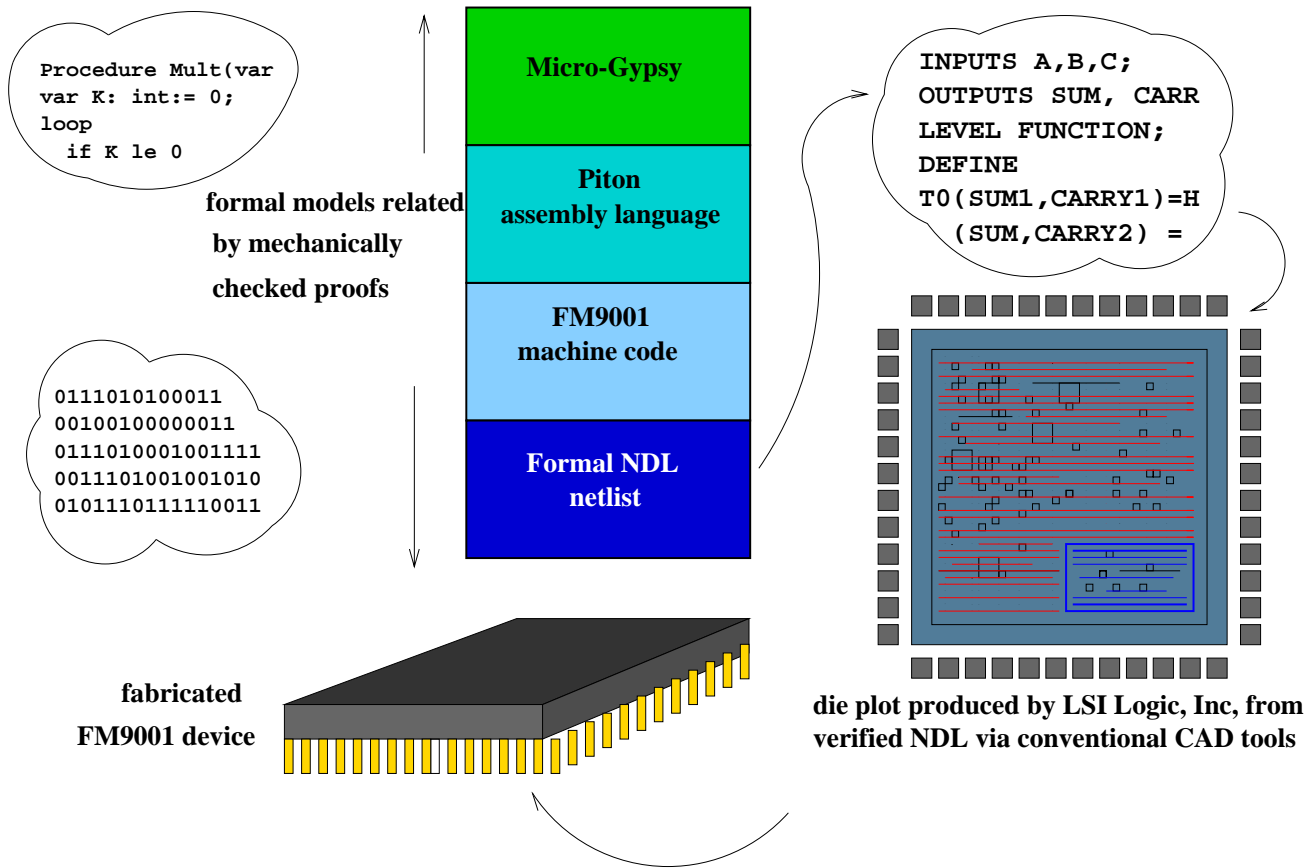 Procedure Mult(var
var K: int:= 0;
loop
if K le 0
formal models related
by mechanically
checked proofs
01110101000​11
00100100000011
0111010001001111
0011101001001010
0101110111110011
Micro-Gypsy
Piton
assembly language
FM9001
machine code
Formal NDL
netlist
INPUTS A,B,C;
OUTPUTS SUM, CARR
LEVEL FUNCTION;
DEFINE
T0(SUM1,CARRY1)=H
(SUM,CARRY2) =
fabricated
FM9001 device
die plot produced by LSI Logic, Inc, from
verified NDL via conventional CAD tools